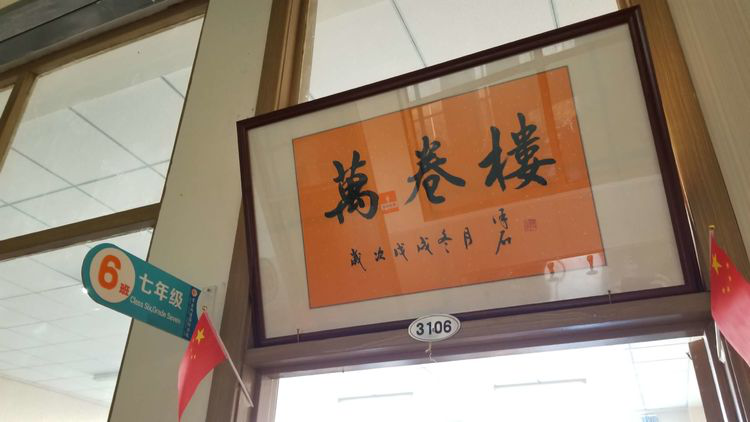 萬卷樓
歲次戊戌冬月
石
3106
6班
七年级
Class Six,Grade Seven